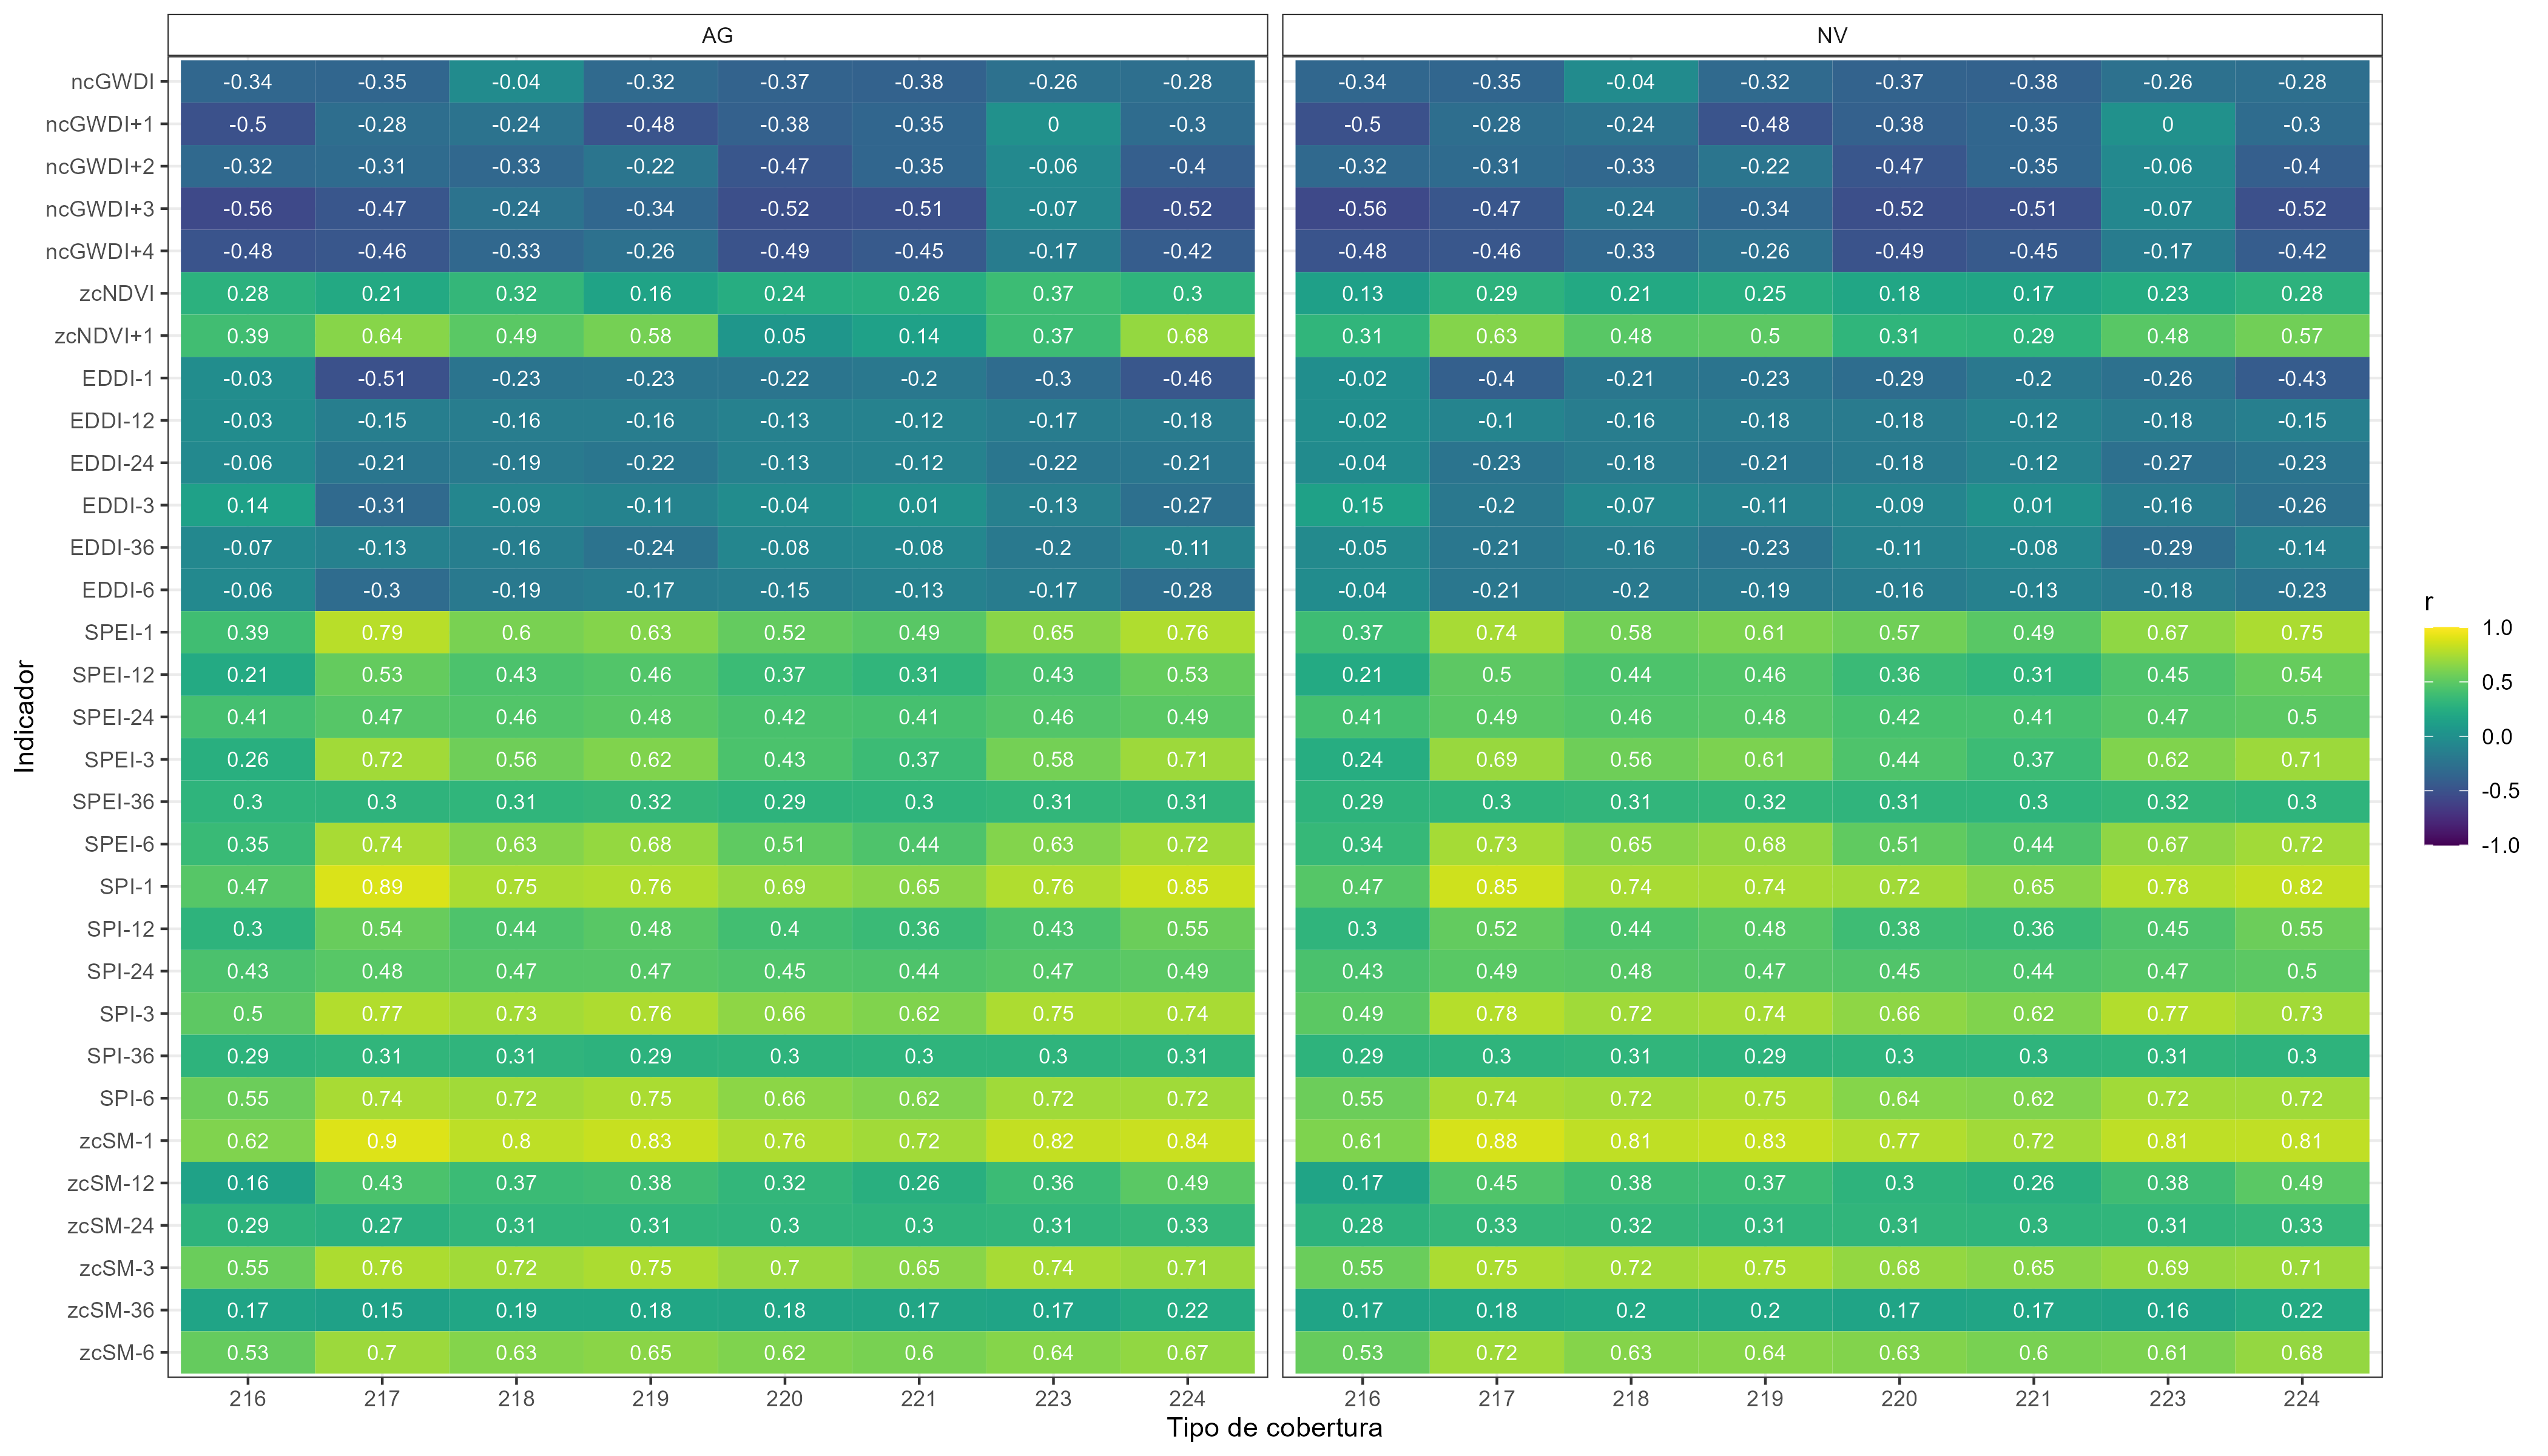 AG NV
ncGWDI -0.34 -0.35 -0.04 -0.32 -0.37 -0.38 -0.26 -0.28 -0.34 -0.35 -0.04 -0.32 -0.37 -0.38 -0.26 -0.28
ncGWDI+1 -0.5 -0.28 -0.24 -0.48 -0.38 -0.35 0 -0.3 -0.5 -0.28 -0.24 -0.48 -0.38 -0.35 0 -0.3
ncGWDI+2 -0.32 -0.31 -0.33 -0.22 -0.47 -0.35 -0.06 -0.4 -0.32 -0.31 -0.33 -0.22 -0.47 -0.35 -0.06 -0.4
ncGWDI+3 -0.56 -0.47 -0.24 -0.34 -0.52 -0.51 -0.07 -0.52 -0.56 -0.47 -0.24 -0.34 -0.52 -0.51 -0.07 -0.52
ncGWDI+4 -0.48 -0.46 -0.33 -0.26 -0.49 -0.45 -0.17 -0.42 -0.48 -0.46 -0.33 -0.26 -0.49 -0.45 -0.17 -0.42
zcNDVI 0.28 0.21 0.32 0.16 0.24 0.26 0.37 0.3 0.13 0.29 0.21 0.25 0.18 0.17 0.23 0.28
zcNDVI+1 0.39 0.64 0.49 0.58 0.05 0.14 0.37 0.68 0.31 0.63 0.48 0.5 0.31 0.29 0.48 0.57
EDDI-1 -0.03 -0.51 -0.23 -0.23 -0.22 -0.2 -0.3 -0.46 -0.02 -0.4 -0.21 -0.23 -0.29 -0.2 -0.26 -0.43
EDDI-12 -0.03 -0.15 -0.16 -0.16 -0.13 -0.12 -0.17 -0.18 -0.02 -0.1 -0.16 -0.18 -0.18 -0.12 -0.18 -0.15
EDDI-24 -0.06 -0.21 -0.19 -0.22 -0.13 -0.12 -0.22 -0.21 -0.04 -0.23 -0.18 -0.21 -0.18 -0.12 -0.27 -0.23
EDDI-3 0.14 -0.31 -0.09 -0.11 -0.04 0.01 -0.13 -0.27 0.15 -0.2 -0.07 -0.11 -0.09 0.01 -0.16 -0.26
EDDI-36 -0.07 -0.13 -0.16 -0.24 -0.08 -0.08 -0.2 -0.11 -0.05 -0.21 -0.16 -0.23 -0.11 -0.08 -0.29 -0.14
EDDI-6 -0.06 -0.3 -0.19 -0.17 -0.15 -0.13 -0.17 -0.28 -0.04 -0.21 -0.2 -0.19 -0.16 -0.13 -0.18 -0.23
SPEI-1 0.39 0.79 0.6 0.63 0.52 0.49 0.65 0.76 0.37 0.74 0.58 0.61 0.57 0.49 0.67 0.75
SPEI-12 0.21 0.53 0.43 0.46 0.37 0.31 0.43 0.53 0.21 0.5 0.44 0.46 0.36 0.31 0.45 0.54
SPEI-24 0.41 0.47 0.46 0.48 0.42 0.41 0.46 0.49 0.41 0.49 0.46 0.48 0.42 0.41 0.47 0.5
SPEI-3 0.26 0.72 0.56 0.62 0.43 0.37 0.58 0.71 0.24 0.69 0.56 0.61 0.44 0.37 0.62 0.71
SPEI-36 0.3 0.3 0.31 0.32 0.29 0.3 0.31 0.31 0.29 0.3 0.31 0.32 0.31 0.3 0.32 0.3
SPEI-6 0.35 0.74 0.63 0.68 0.51 0.44 0.63 0.72 0.34 0.73 0.65 0.68 0.51 0.44 0.67 0.72
SPI-1 0.47 0.89 0.75 0.76 0.69 0.65 0.76 0.85 0.47 0.85 0.74 0.74 0.72 0.65 0.78 0.82
SPI-12 0.3 0.54 0.44 0.48 0.4 0.36 0.43 0.55 0.3 0.52 0.44 0.48 0.38 0.36 0.45 0.55
SPI-24 0.43 0.48 0.47 0.47 0.45 0.44 0.47 0.49 0.43 0.49 0.48 0.47 0.45 0.44 0.47 0.5
SPI-3 0.5 0.77 0.73 0.76 0.66 0.62 0.75 0.74 0.49 0.78 0.72 0.74 0.66 0.62 0.77 0.73
SPI-36 0.29 0.31 0.31 0.29 0.3 0.3 0.3 0.31 0.29 0.3 0.31 0.29 0.3 0.3 0.31 0.3
SPI-6 0.55 0.74 0.72 0.75 0.66 0.62 0.72 0.72 0.55 0.74 0.72 0.75 0.64 0.62 0.72 0.72
zcSM-1 0.62 0.9 0.8 0.83 0.76 0.72 0.82 0.84 0.61 0.88 0.81 0.83 0.77 0.72 0.81 0.81
zcSM-12 0.16 0.43 0.37 0.38 0.32 0.26 0.36 0.49 0.17 0.45 0.38 0.37 0.3 0.26 0.38 0.49
zcSM-24 0.29 0.27 0.31 0.31 0.3 0.3 0.31 0.33 0.28 0.33 0.32 0.31 0.31 0.3 0.31 0.33
zcSM-3 0.55 0.76 0.72 0.75 0.7 0.65 0.74 0.71 0.55 0.75 0.72 0.75 0.68 0.65 0.69 0.71
zcSM-36 0.17 0.15 0.19 0.18 0.18 0.17 0.17 0.22 0.17 0.18 0.2 0.2 0.17 0.17 0.16 0.22
zcSM-6 0.53 0.7 0.63 0.65 0.62 0.6 0.64 0.67 0.53 0.72 0.63 0.64 0.63 0.6 0.61 0.68
216 217 218 219 220 221 223 224 216 217 218 219 220 221 223 224
Tipo de cobertura
Indicador
r
1.0
0.5
0.0
-0.5
-1.0